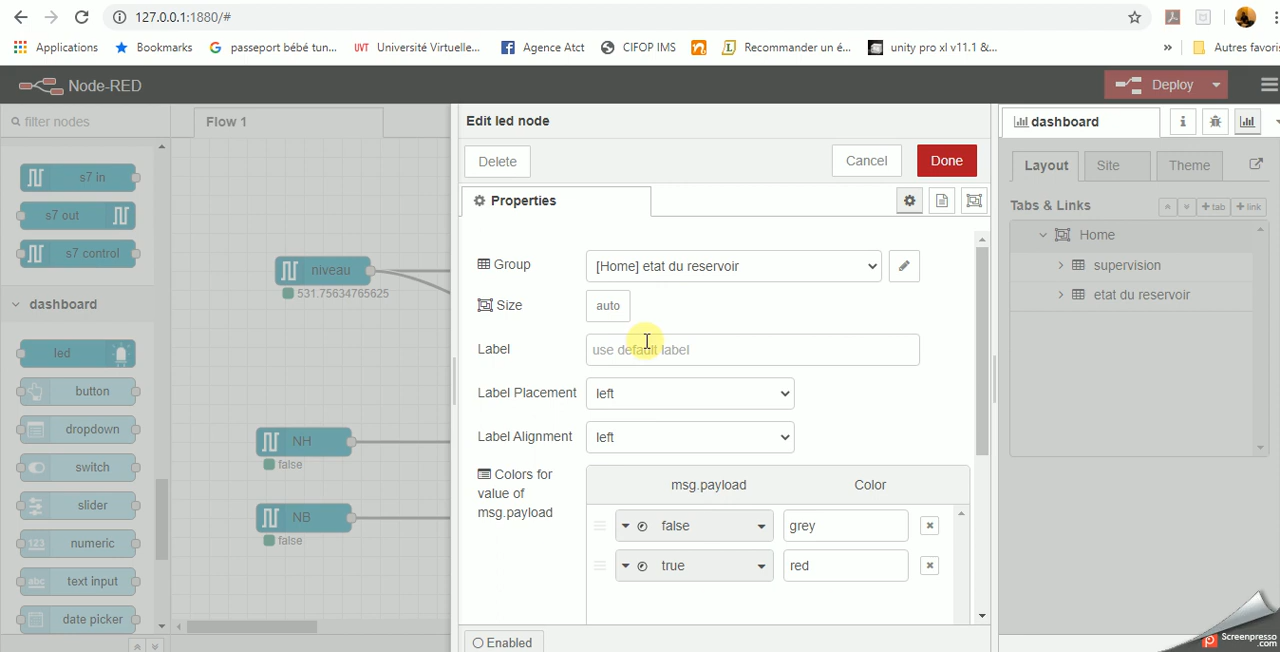 127.0.0.1:1880/#
Applications Bookmarks passeport bébé tun... UVT Université Virtuelle... Agence Atct CIFOP IMS Recommander un é... unity pro xl v11.1 &... » Autres favoris
Node-RED Deploy
filter nodes Flow 1
s7 in
s7 out
s7 control
dashboard
led
button
dropdown
switch
slider
numeric
text input
date picker
niveau
531.75634765625
NH
false
NB
false
Edit led node
Delete Cancel Done
Properties
Group [Home] etat du reservoir
Size auto
Label use default label
Label Placement left
Label Alignment left
Colors for value of msg.payload
msg.payload Color
false grey
true red
Enabled
dashboard
Layout Site Theme
Tabs & Links +tab +link
Home
supervision
etat du reservoir
Screenpresso
.com